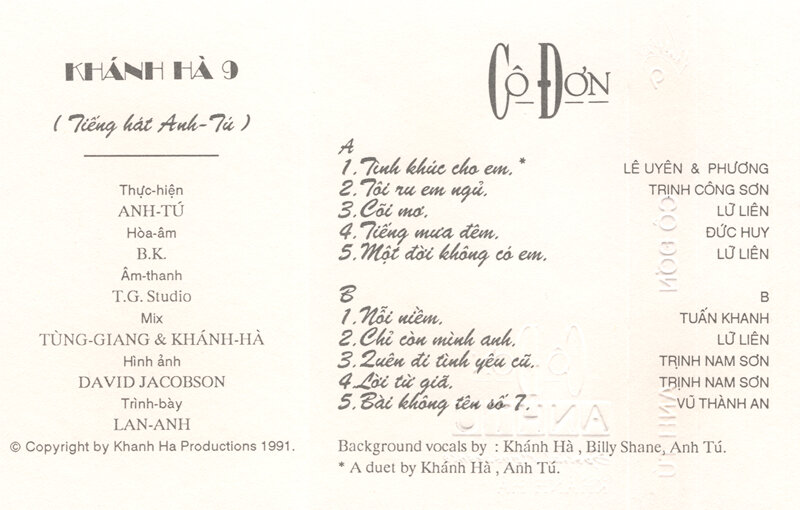 KHÁNH HÀ 9
( Tiếng hát Anh-Tú )
Thực-hiện
ANH-TÚ
Hòa-âm
B.K.
Âm-thanh
T.G. Studio
Mix
TÙNG-GIANG & KHÁNH-HÀ
Hình ảnh
DAVID JACOBSON
Trình-bày
LAN-ANH
© Copyright by Khanh Ha Productions 1991.
CÔ ĐƠN
A
1. Tình khúc cho em.* LÊ UYÊN & PHƯƠNG
2. Tôi ru em ngủ. TRỊNH CÔNG SƠN
3. Cõi mơ. LỮ LIÊN
4. Tiếng mưa đêm. ĐỨC HUY
5. Một đời không có em. LỮ LIÊN
B B
1. Nỗi niềm. TUẤN KHANH
2. Chỉ còn mình anh. LỮ LIÊN
3. Quên đi tình yêu cũ. TRỊNH NAM SƠN
4. Lời từ giã. TRỊNH NAM SƠN
5. Bài không tên số 7. VŨ THÀNH AN
Background vocals by : Khánh Hà , Billy Shane, Anh Tú.
* A duet by Khánh Hà , Anh Tú.
CÔ ĐƠN